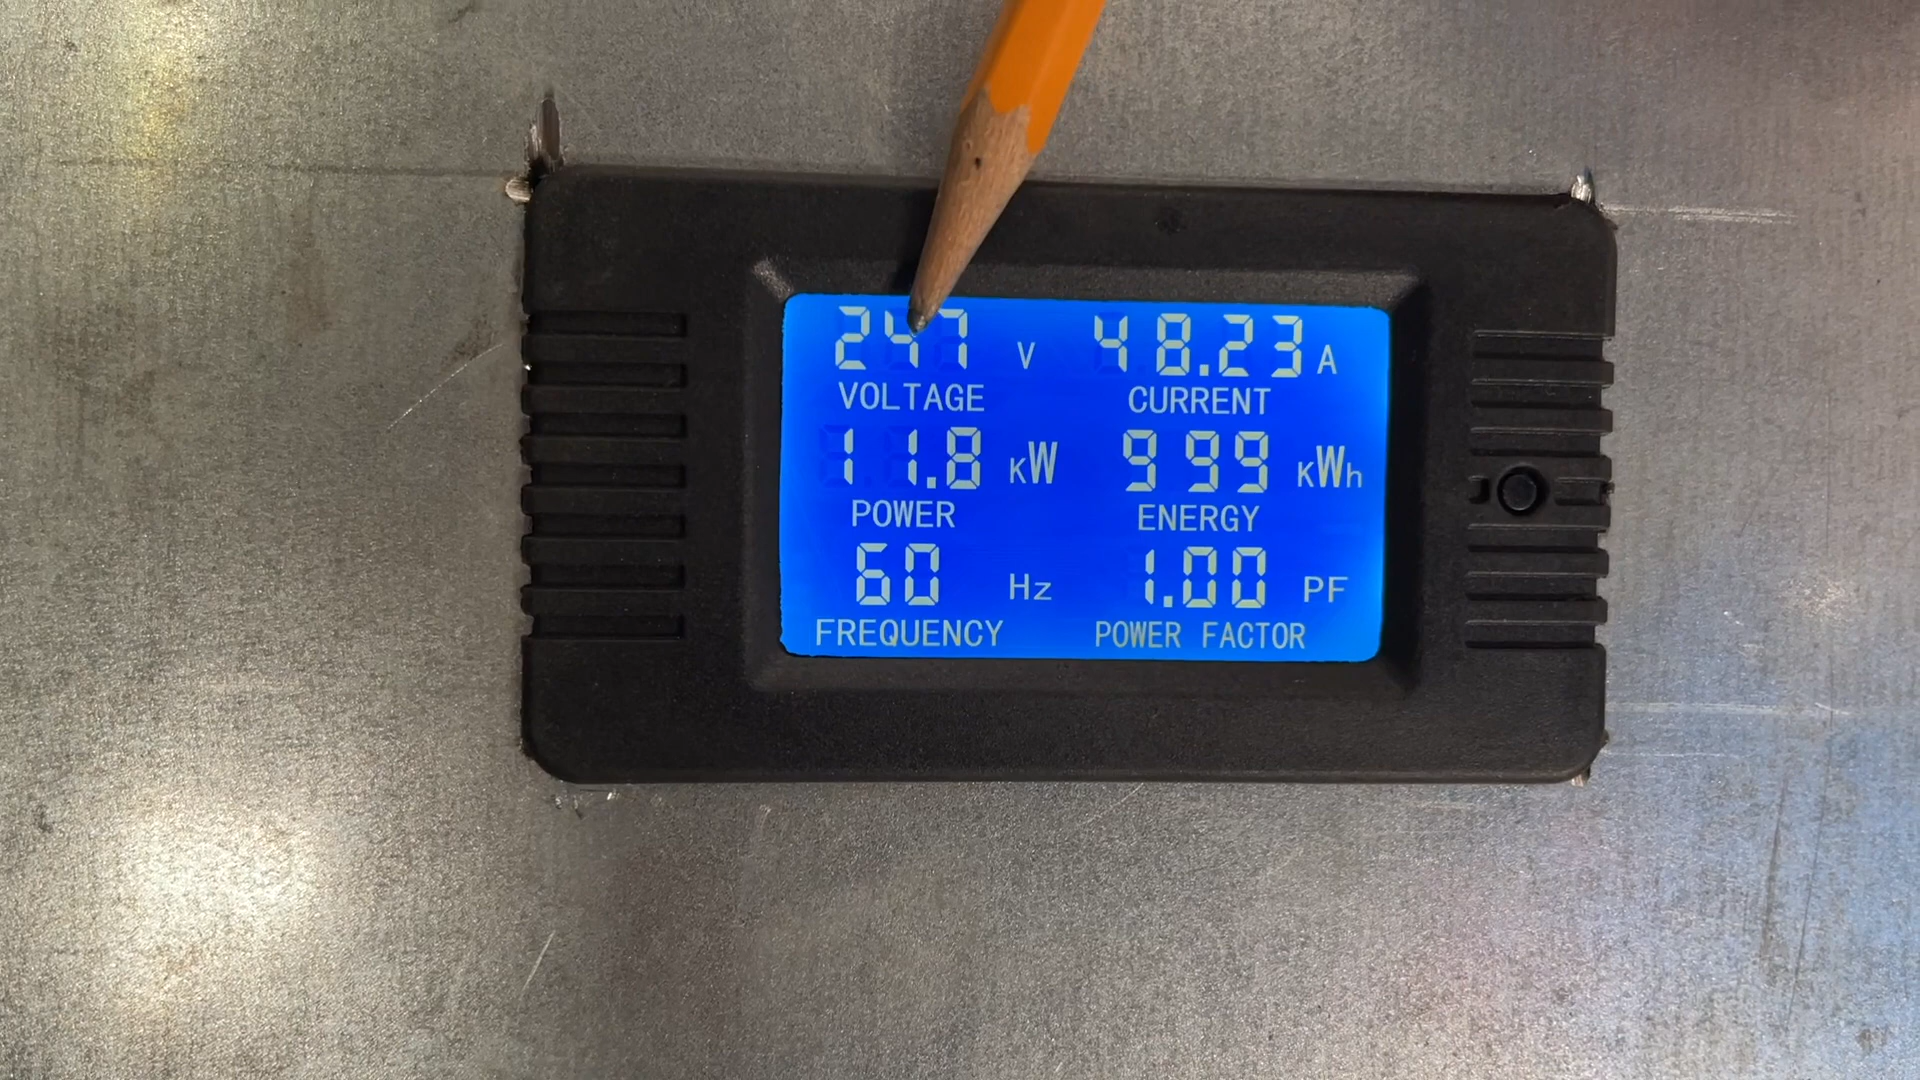 247 V 48.23 A
VOLTAGE CURRENT
11.8 KW 999 KWh
POWER ENERGY
60 Hz 1.00 PF
FREQUENCY POWER FACTOR